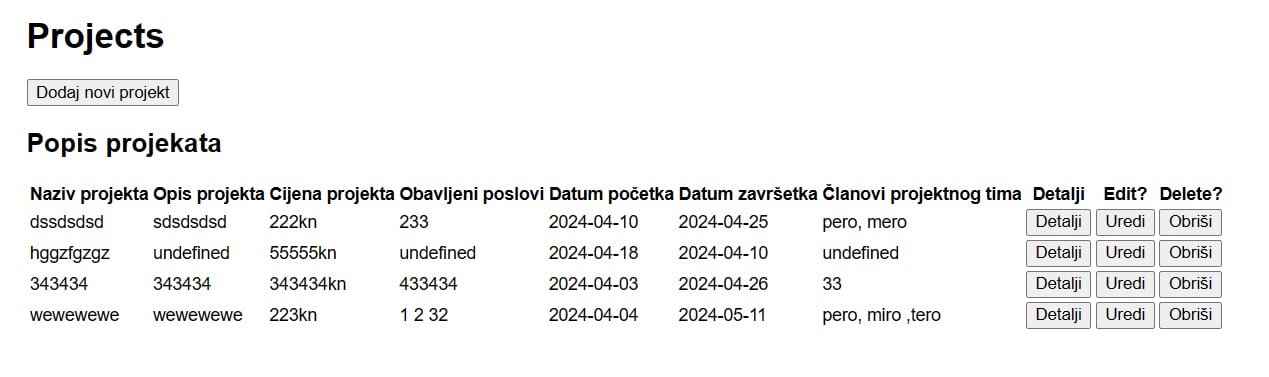 Projects
Dodaj novi projekt
Popis projekata
Naziv projekta Opis projekta Cijena projekta Obavljeni poslovi Datum početka Datum završetka Članovi projektnog tima Detalji Edit? Delete?
dssdsdsd sdsdsdsd 222kn 233 2024-04-10 2024-04-25 pero, mero Detalji Uredi Obriši
hggzfgzgz undefined 55555kn undefined 2024-04-18 2024-04-10 undefined Detalji Uredi Obriši
343434 343434 343434kn 433434 2024-04-03 2024-04-26 33 Detalji Uredi Obriši
wewewewe wewewewe 223kn 1 2 32 2024-04-04 2024-05-11 pero, miro ,tero Detalji Uredi Obriši